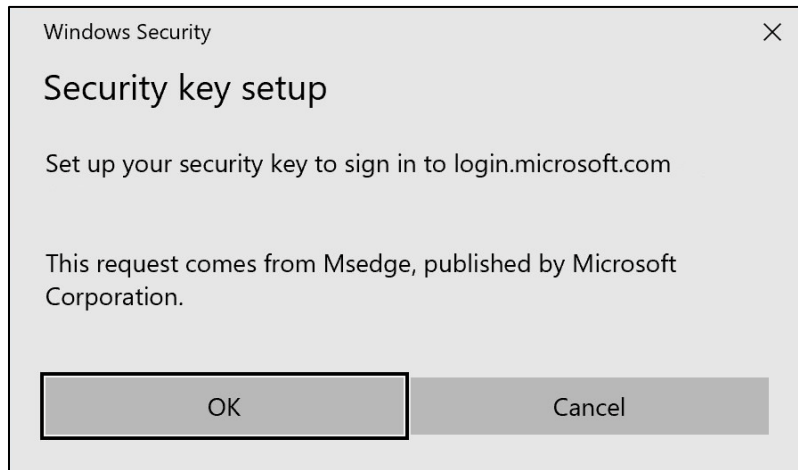 Windows Security
Security key setup
Set up your security key to sign in to login.microsoft.com
This request comes from Msedge, published by Microsoft
Corporation.
OK
Cancel